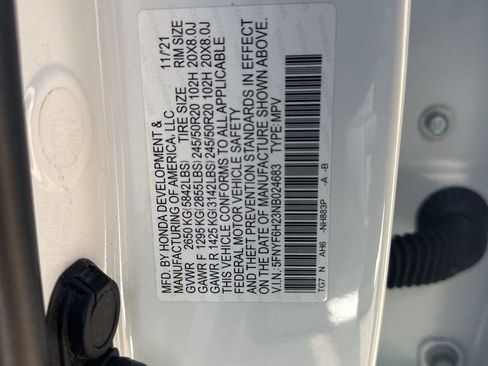 MFD. BY HONDA DEVELOPMENT & 11/21
MANUFACTURING OF AMERICA, LLC TIRE SIZE RIM SIZE
GVWR 2650 KG(5842LBS)
GAWR F 1295 KG(2855LBS) 245/50R20 102H 20X8.0J
GAWR R 1425 KG(3142LBS) 245/50R20 102H 20X8.0J
THIS VEHICLE CONFORMS TO ALL APPLICABLE
FEDERAL MOTOR VEHICLE SAFETY
AND THEFT PREVENTION STANDARDS IN EFFECT
ON THE DATE OF MANUFACTURE SHOWN ABOVE.
V.I.N: 5FNYF6H23NB024683 TYPE: MPV
TG7 N AH6 -NH883P -A -B